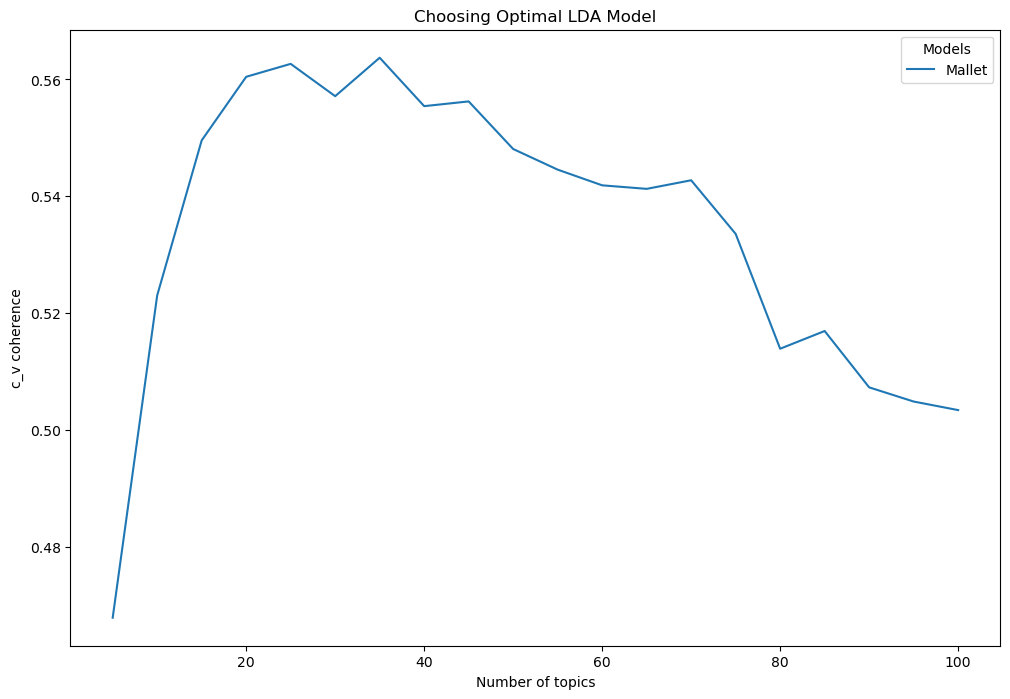 Choosing Optimal LDA Model
Models
Mallet
0.56
0.54
0.52
0.50
0.48
c_v coherence
20 40 60 80 100
Number of topics